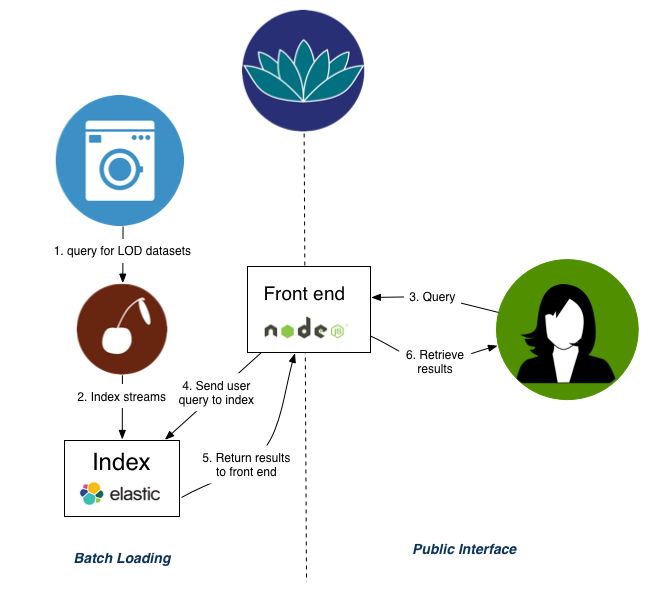 1. query for LOD datasets
Front end
node
JS
3. Query
6. Retrieve
results
2. Index streams
4. Send user
query to index
Index
elastic
5. Return results
to front end
Batch Loading
Public Interface